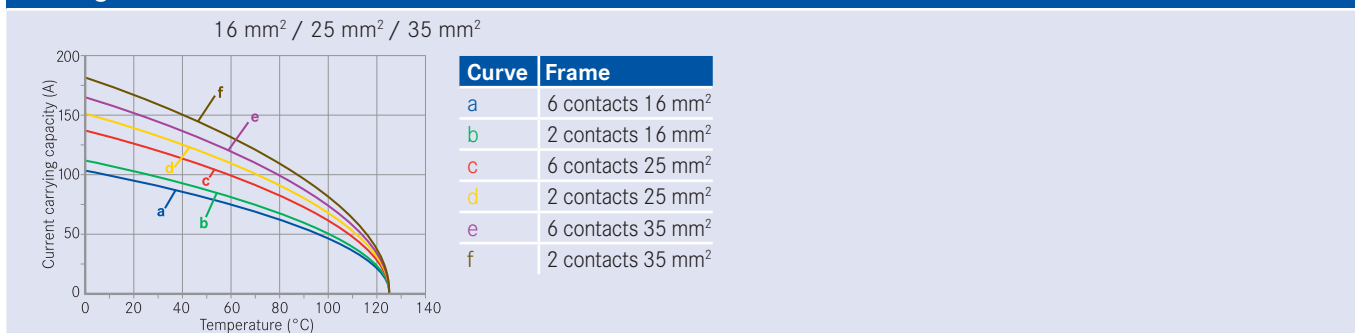 16 mm² / 25 mm² / 35 mm²
Current carrying capacity (A)
200
150
100
50
0
0 20 40 60 80 100 120 140
Temperature (°C)
f
e
d
c
a
b
Curve Frame
a 6 contacts 16 mm²
b 2 contacts 16 mm²
c 6 contacts 25 mm²
d 2 contacts 25 mm²
e 6 contacts 35 mm²
f 2 contacts 35 mm²